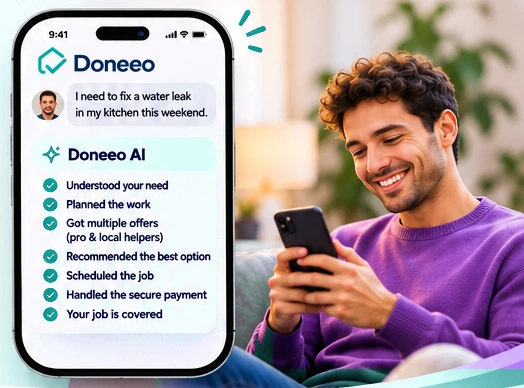 9:41
Doneeo
I need to fix a water leak
in my kitchen this weekend.
Doneeo AI
Understood your need
Planned the work
Got multiple offers
(pro & local helpers)
Recommended the best option
Scheduled the job
Handled the secure payment
Your job is covered